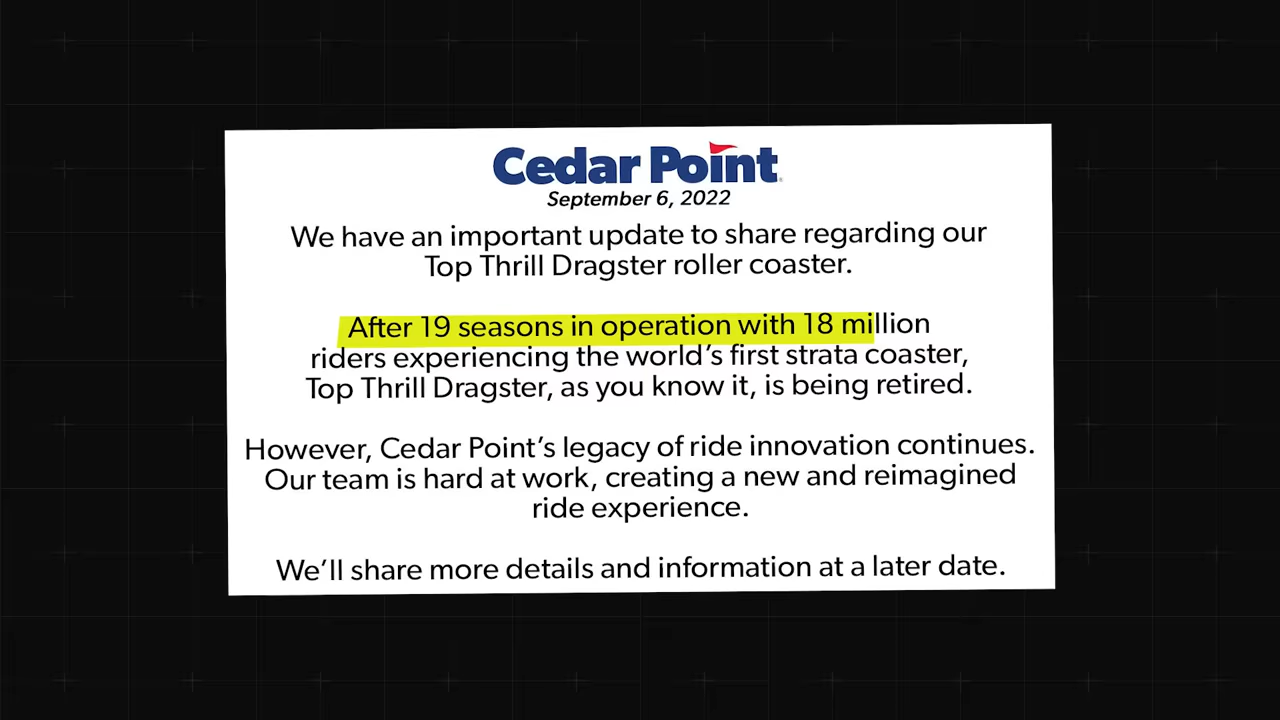 Cedar Point
September 6, 2022
We have an important update to share regarding our
Top Thrill Dragster roller coaster.
After 19 seasons in operation with 18 million
riders experiencing the world's first strata coaster,
Top Thrill Dragster, as you know it, is being retired.
However, Cedar Point's legacy of ride innovation continues.
Our team is hard at work, creating a new and reimagined
ride experience.
We'll share more details and information at a later date.